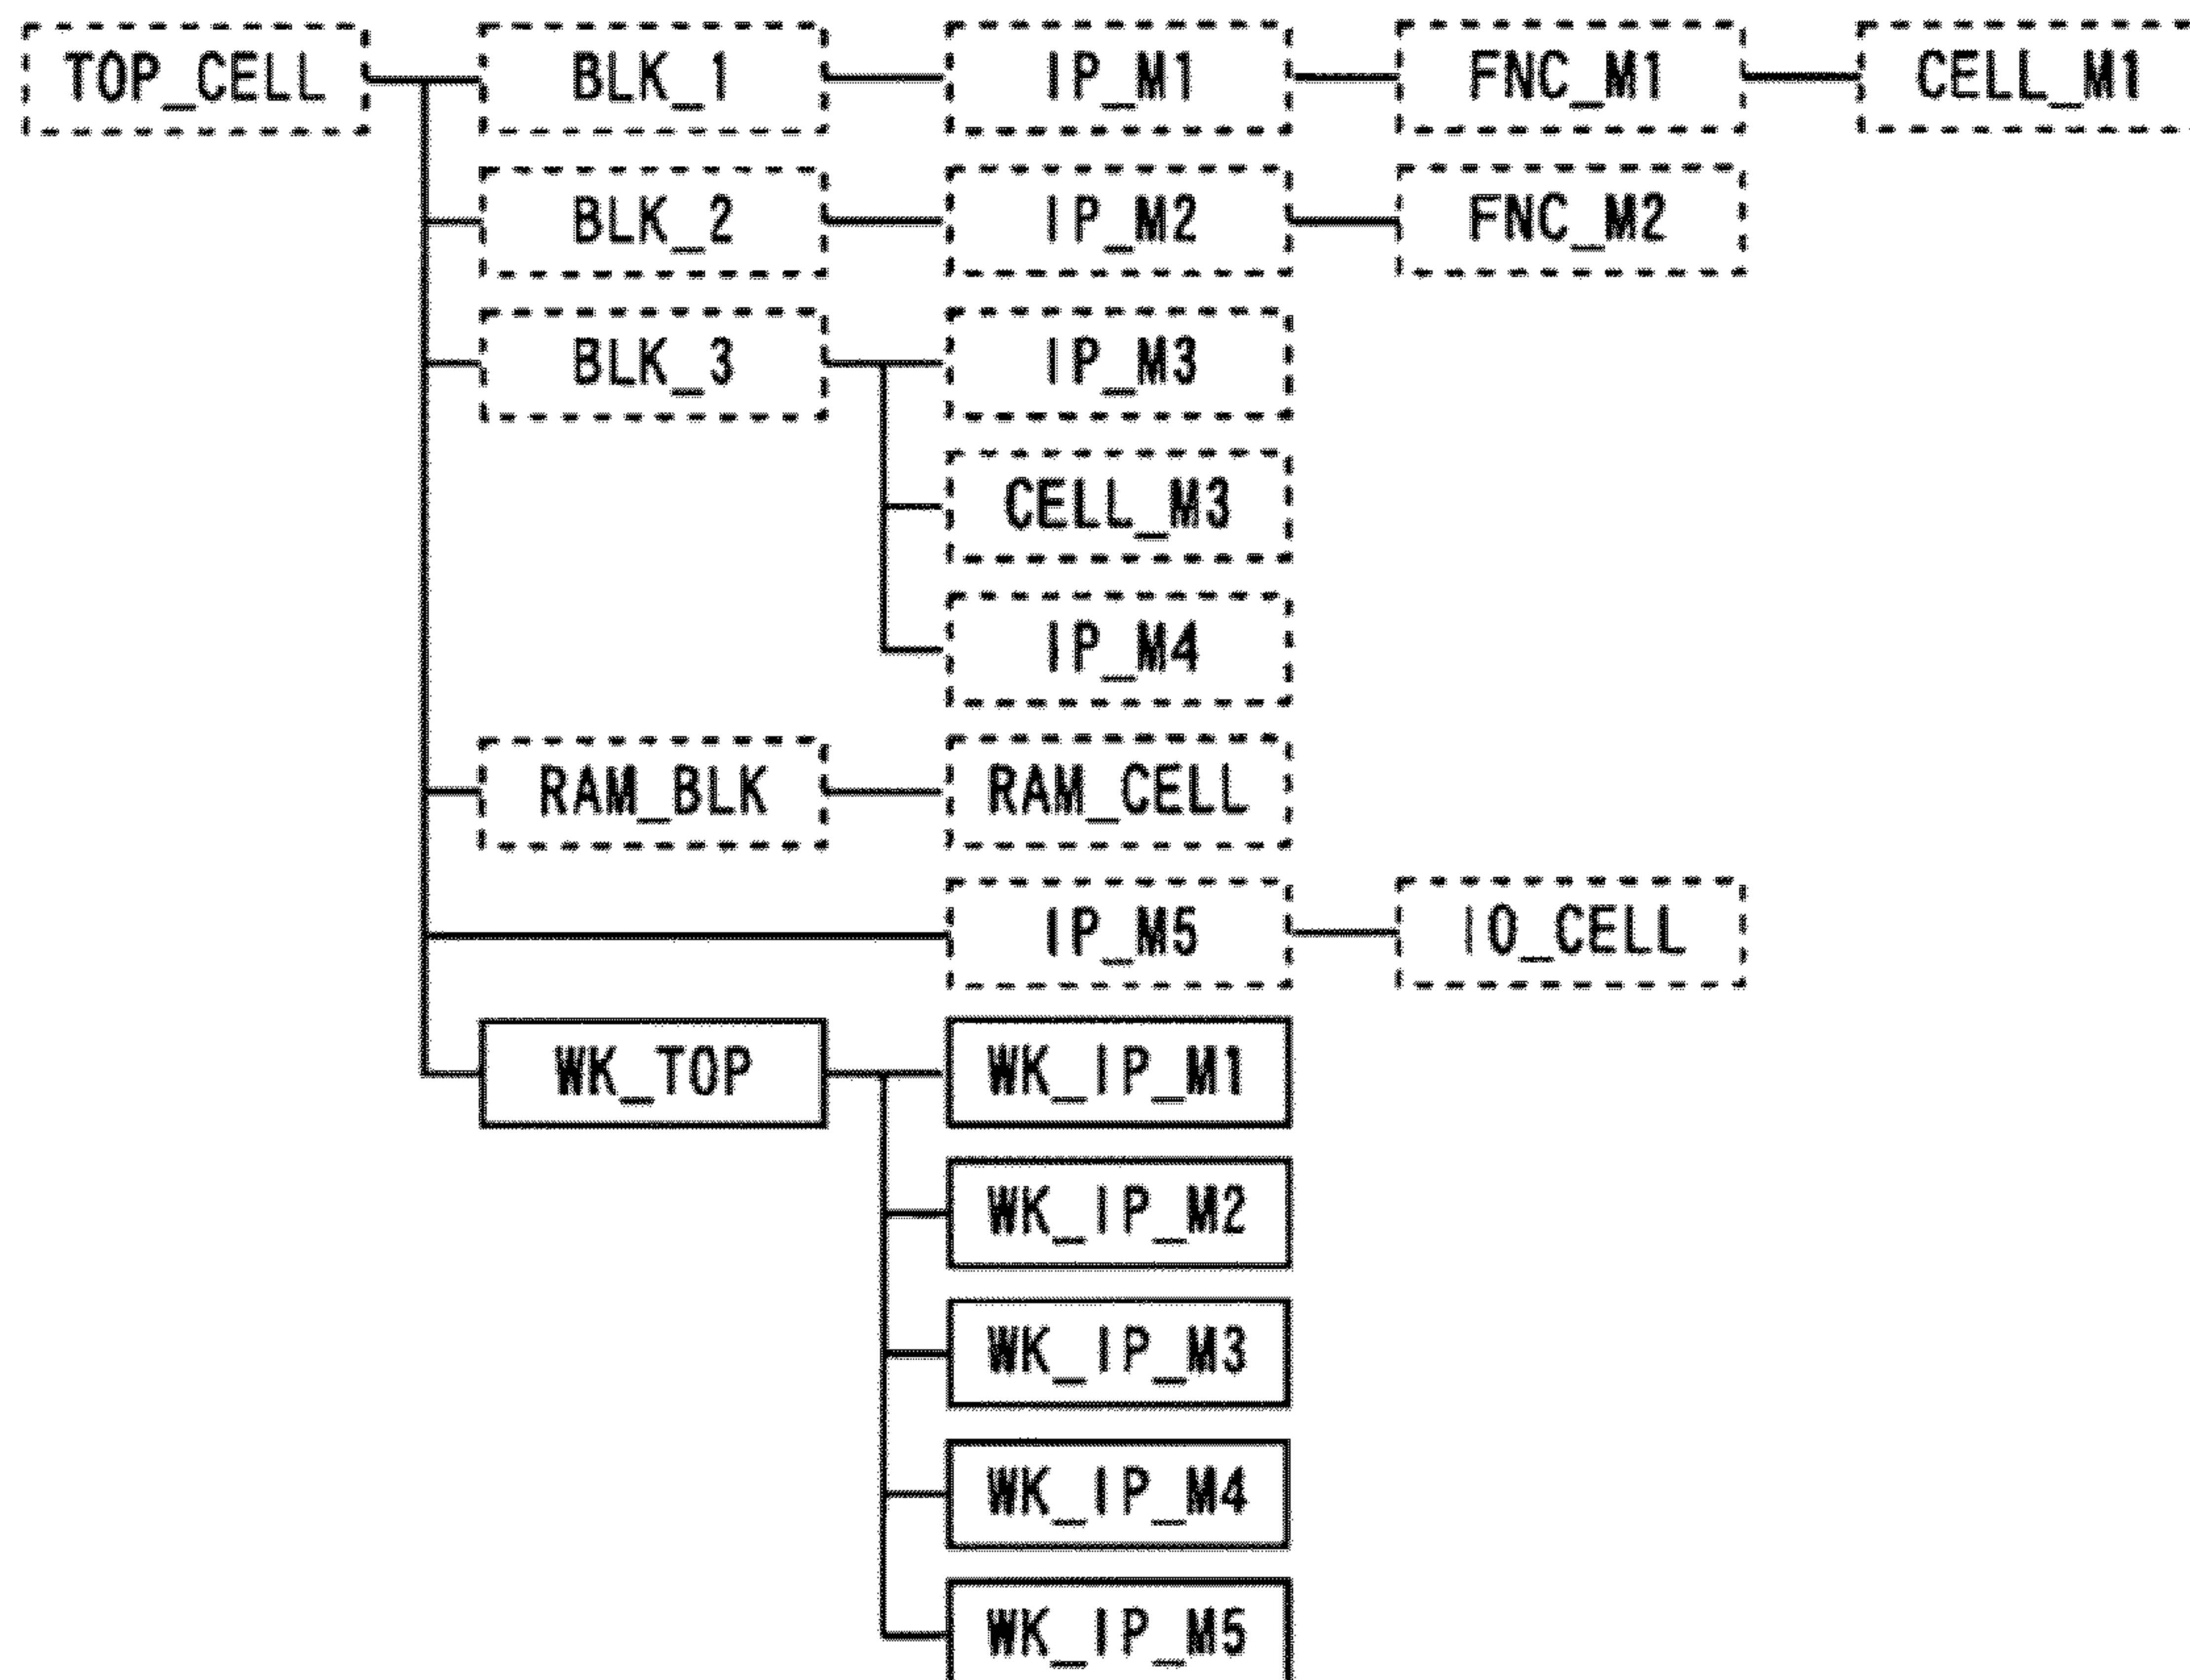 TOP_CELL BLK_1 IP_M1 FNC_M1 CELL_M1
BLK_2 IP_M2 FNC_M2
BLK_3 IP_M3
CELL_M3
IP_M4
RAM_BLK RAM_CELL
IP_M5 IO_CELL
WK_TOP WK_IP_M1
WK_IP_M2
WK_IP_M3
WK_IP_M4
WK_IP_M5